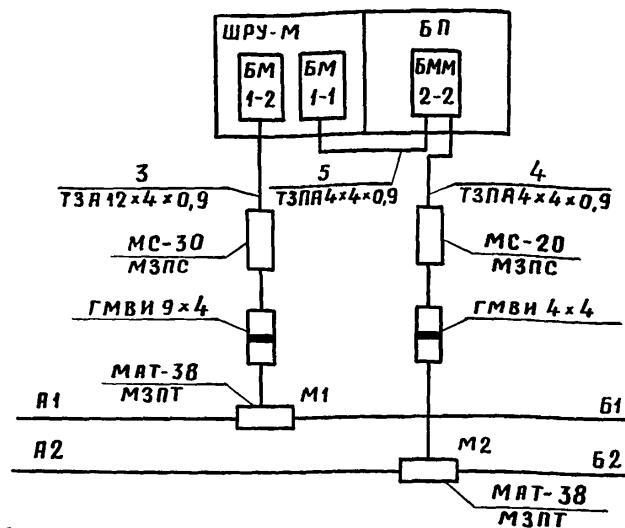 ШРУ-М
БП
БМ
1-2
БМ
1-1
БММ
2-2
3
ТЗА 12×4×0,9
5
ТЗПА 4×4×0,9
4
ТЗПА 4×4×0,9
МС-30
МЗПС
МС-20
МЗПС
ГМВИ 9×4
ГМВИ 4×4
МАТ-38
МЗПТ
М1
А1
Б1
А2
М2
Б2
МАТ-38
МЗПТ